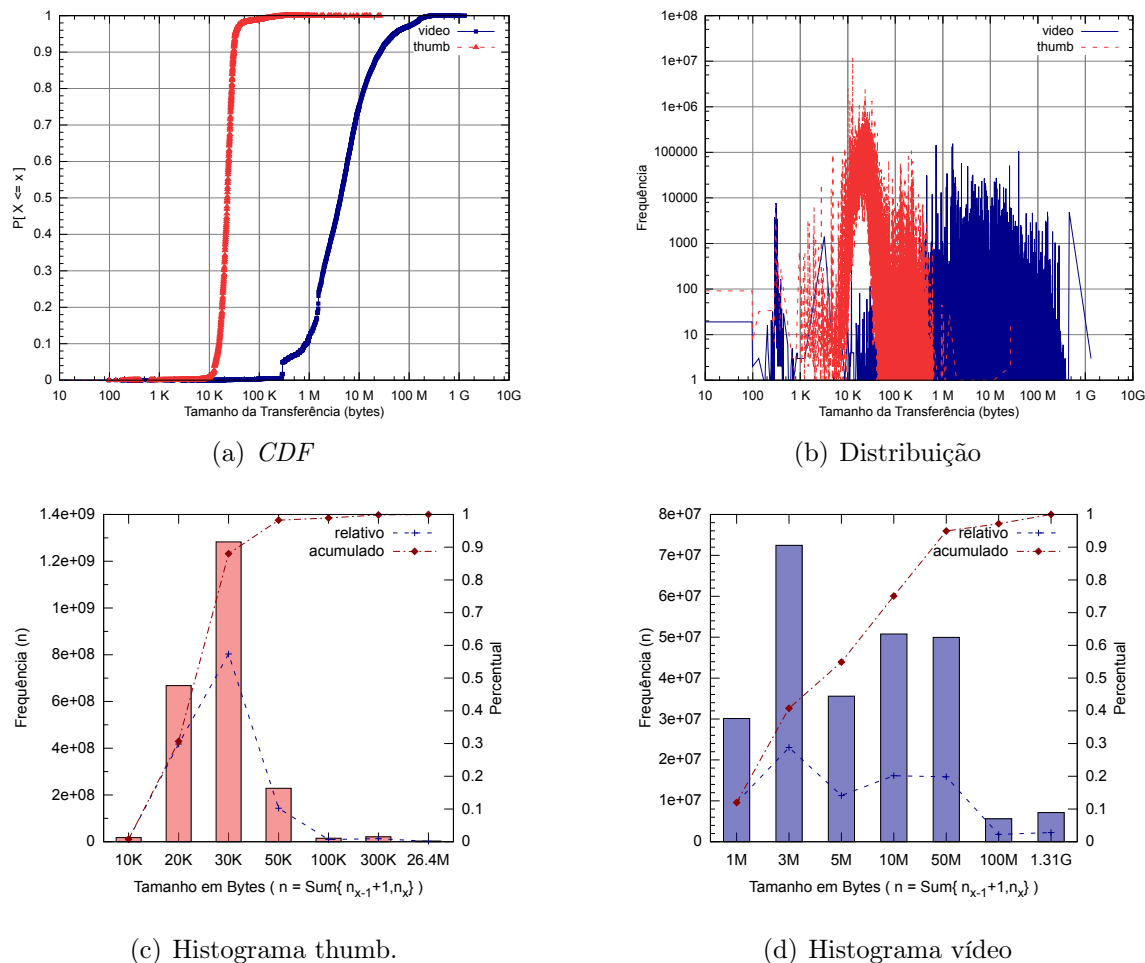 1
0.9
0.8
0.7
0.6
0.5
0.4
0.3
0.2
0.1
0
P[ X <= x ]
video
thumb
10 100 1 K 10 K 100 K 1 M 10 M 100 M 1 G 10G
Tamanho da Transferência (bytes)
(a) CDF
1e+08
1e+07
1e+06
100000
10000
1000
100
10
1
Frequência
video
thumb
10 100 1 K 10 K 100 K 1 M 10 M 100 M 1 G 10G
Tamanho da Transferência (bytes)
(b) Distribuição
1.4e+09
1.2e+09
1e+09
8e+08
6e+08
4e+08
2e+08
0
Frequência (n)
relativo
acumulado
1
0.9
0.8
0.7
0.6
0.5
0.4
0.3
0.2
0.1
0
Percentual
10K 20K 30K 50K 100K 300K 26.4M
Tamanho em Bytes ( n = Sum{ nx-1+1,nx} )
(c) Histograma thumb.
8e+07
7e+07
6e+07
5e+07
4e+07
3e+07
2e+07
1e+07
0
Frequência (n)
relativo
acumulado
1
0.9
0.8
0.7
0.6
0.5
0.4
0.3
0.2
0.1
0
Percentual
1M 3M 5M 10M 50M 100M 1.31G
Tamanho em Bytes ( n = Sum{ nx-1+1,nx} )
(d) Histograma vídeo